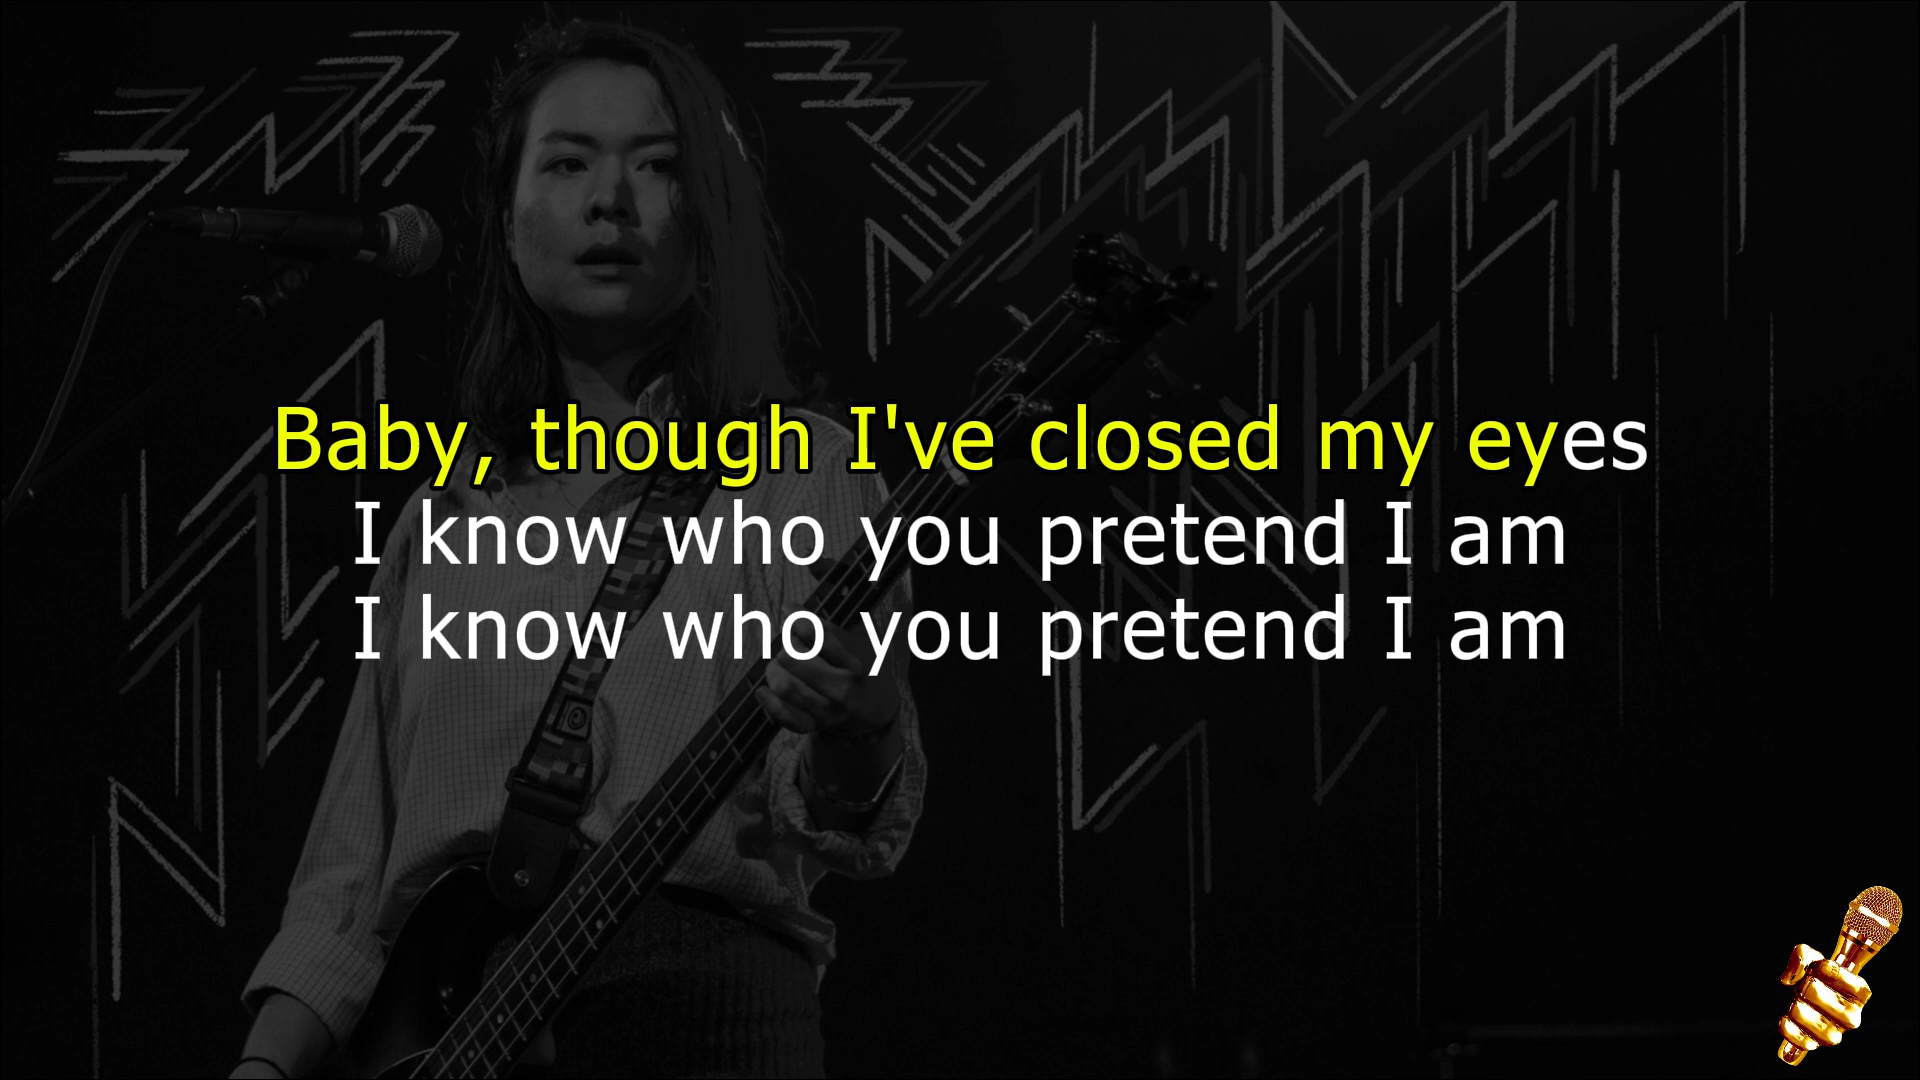 Baby, though I've closed my eyes
I know who you pretend I am
I know who you pretend I am